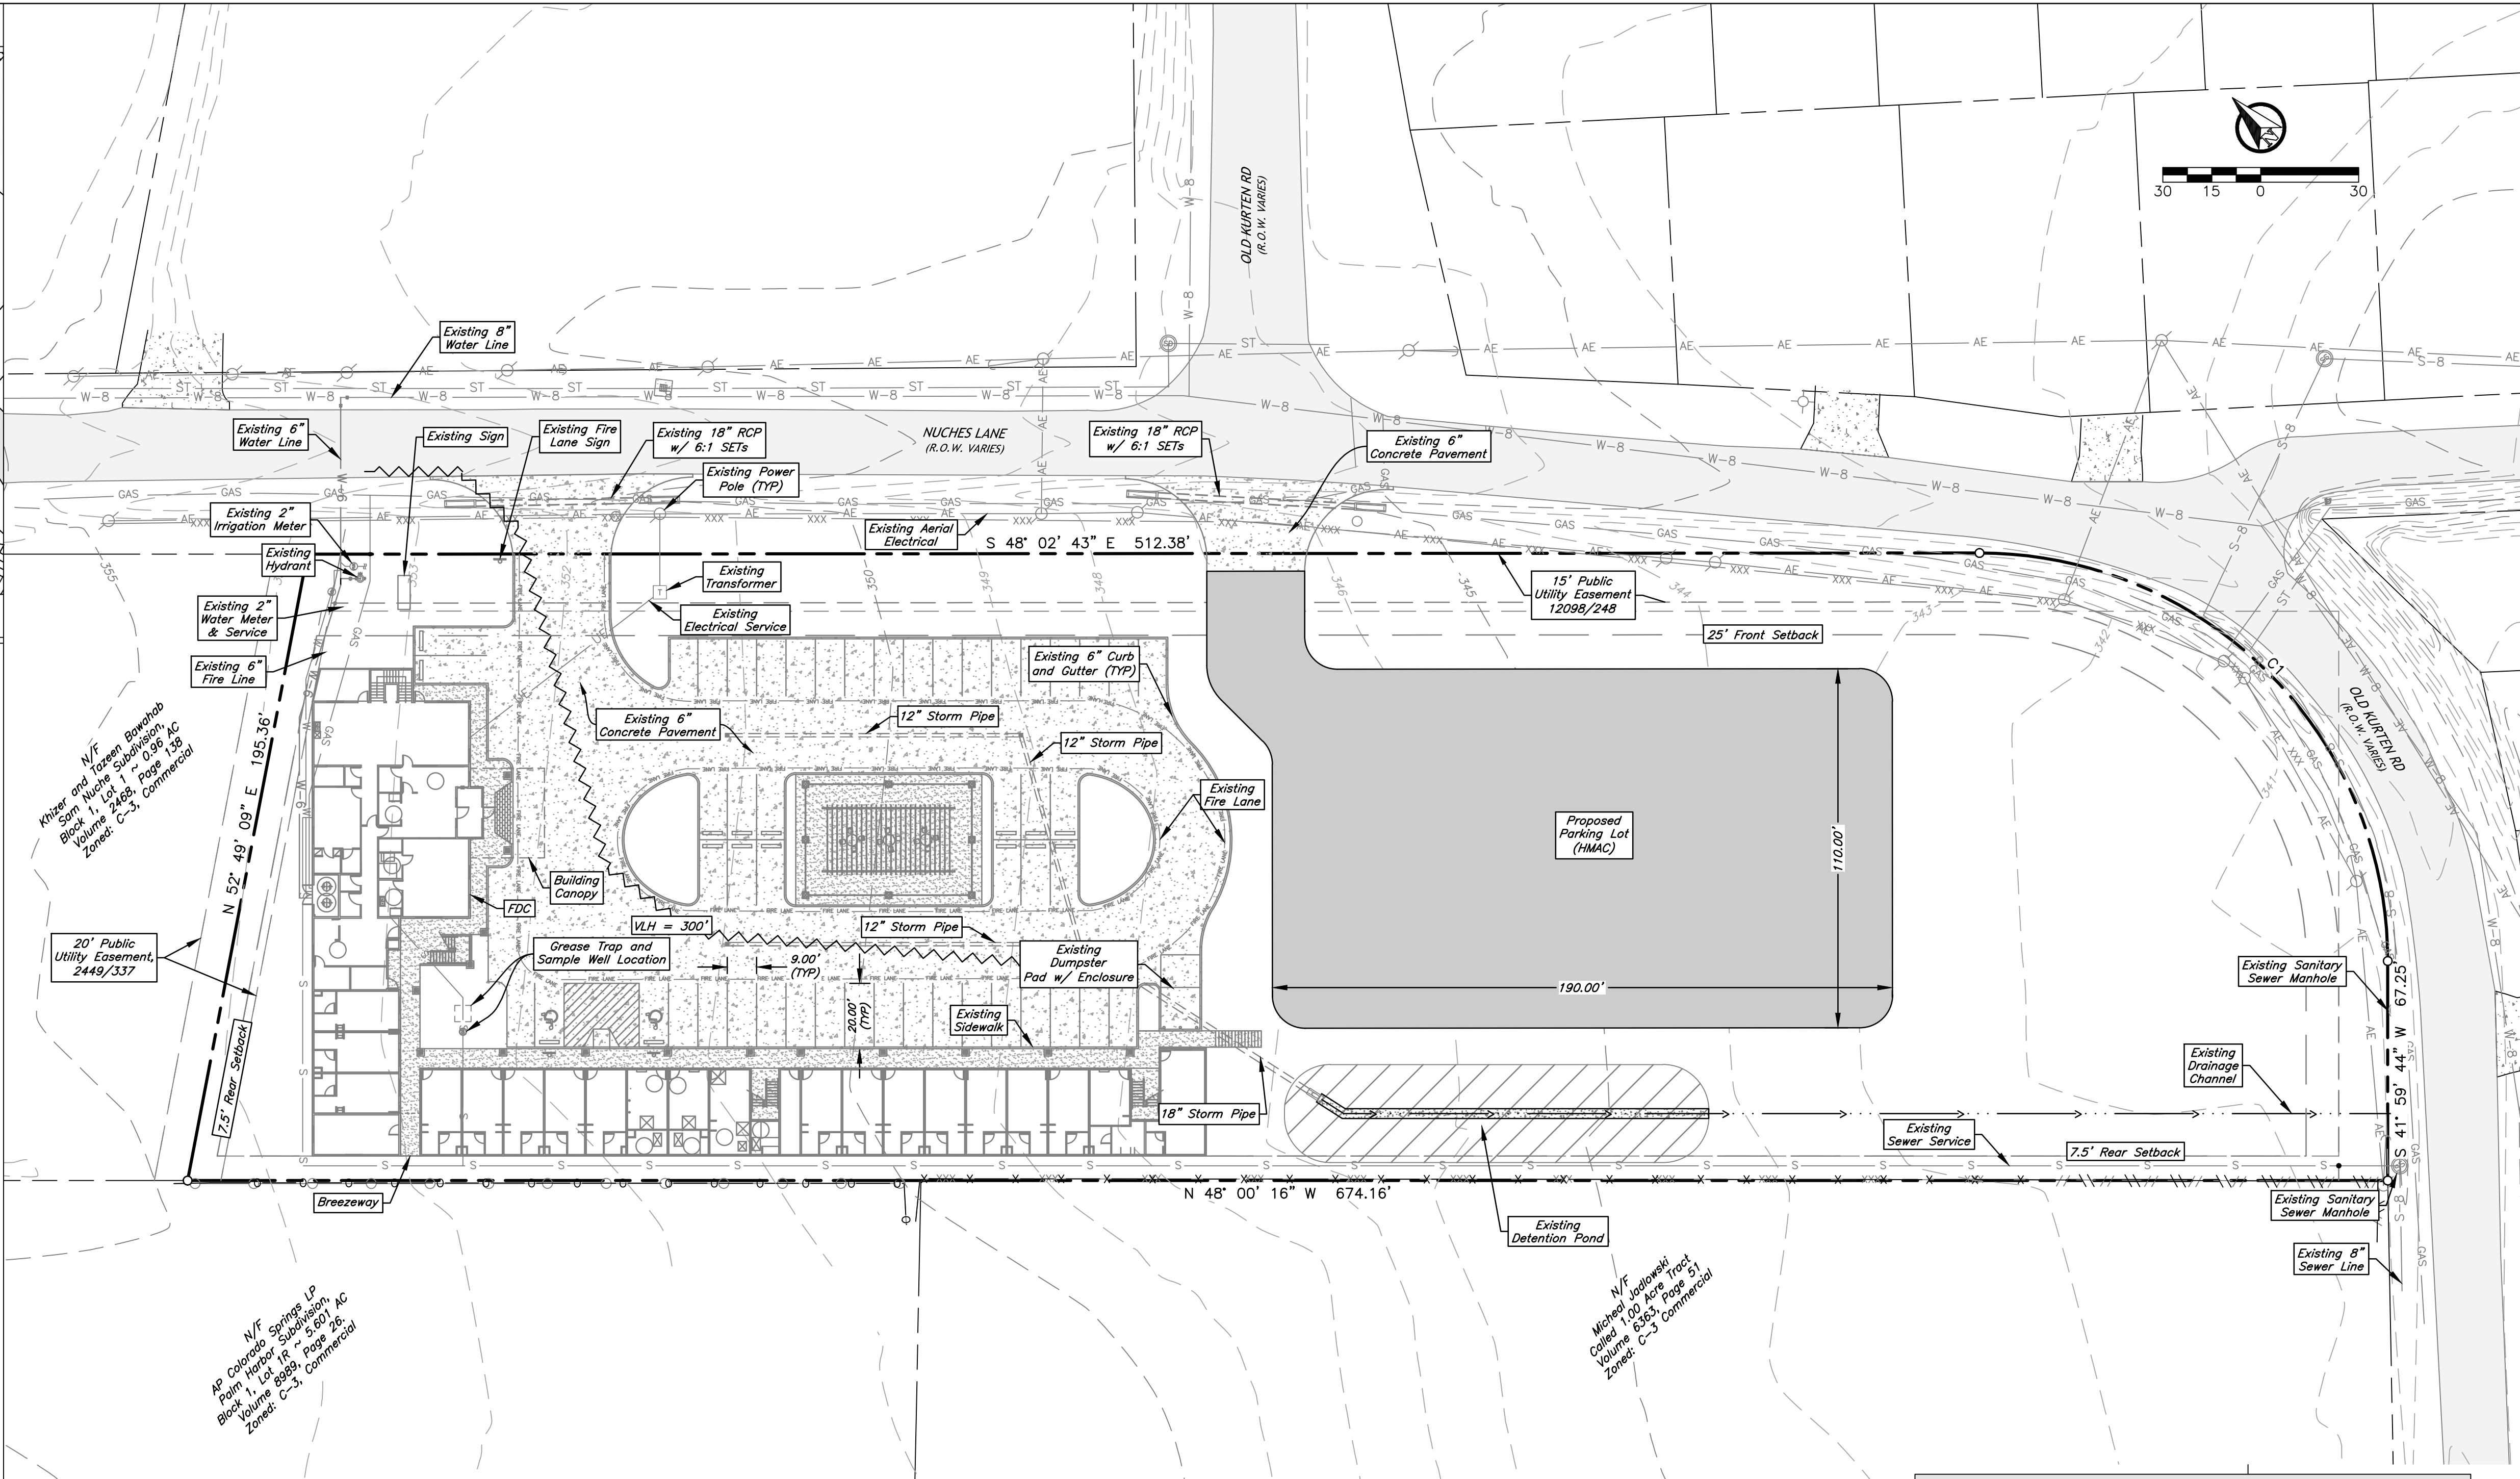 OLD KURTEN RD
(R.O.W. VARIES)
30 15 0 30
Existing 8"
Water Line
Existing 6"
Water Line
Existing Sign
Existing Fire
Lane Sign
Existing 18" RCP
w/ 6:1 SETs
Existing Power
Pole (TYP)
NUCHES LANE
(R.O.W. VARIES)
Existing 18" RCP
w/ 6:1 SETs
Existing 6"
Concrete Pavement
Existing 2"
Irrigation Meter
Existing
Hydrant
Existing Aerial
Electrical
S 48° 02' 43" E 512.38'
Existing 2"
Water Meter
& Service
Existing
Transformer
Existing
Electrical Service
15' Public
Utility Easement
12098/248
25' Front Setback
Existing 6"
Fire Line
Existing 6" Curb
and Gutter (TYP)
355
353
352
350
349
348
346
345
344
343
342
341
C1
OLD KURTEN RD
(R.O.W. VARIES)
N/F
Khizer and Tazeen Bawahab
Sam Nuche Subdivision,
Block 1, Lot 1 ~ 0.96 AC
Volume 2468, Page 138
Zoned: C-3, Commercial
N 52° 49' 09" E 195.36'
Existing 6"
Concrete Pavement
12" Storm Pipe
12" Storm Pipe
Existing
Fire Lane
Proposed
Parking Lot
(HMAC)
110.00'
190.00'
Building
Canopy
FDC
VLH = 300'
12" Storm Pipe
Grease Trap and
Sample Well Location
9.00'
(TYP)
20.00'
(TYP)
Existing
Dumpster
Pad w/ Enclosure
Existing
Sidewalk
20' Public
Utility Easement,
2449/337
7.5' Rear Setback
18" Storm Pipe
Existing Sanitary
Sewer Manhole
S 41° 59' 44" W 67.25'
Existing
Drainage
Channel
Existing
Sewer Service
7.5' Rear Setback
Breezeway
N 48° 00' 16" W 674.16'
Existing
Detention Pond
Existing Sanitary
Sewer Manhole
Existing 8"
Sewer Line
N/F
AP Colorado Springs LP
Palm Harbor Subdivision,
Block 1, Lot 1R ~ 5.601 AC
Volume 8989, Page 26.
Zoned: C-3, Commercial
N/F
Micheal Jadlowski
Called 1.00 Acre Tract
Volume 6363, Page 51
Zoned: C-3 Commercial